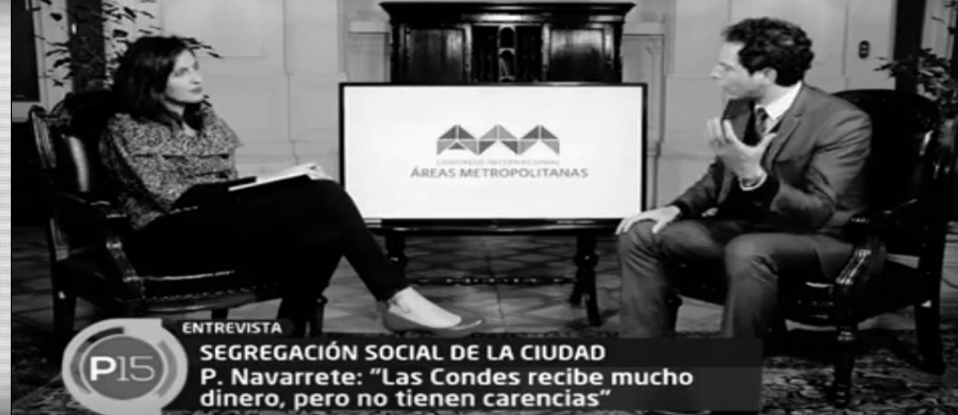 CONGRESO INTERNACIONAL
ÁREAS METROPOLITANAS
ENTREVISTA
P15
SEGREGACIÓN SOCIAL DE LA CIUDAD
P. Navarrete: “Las Condes recibe mucho
dinero, pero no tienen carencias”